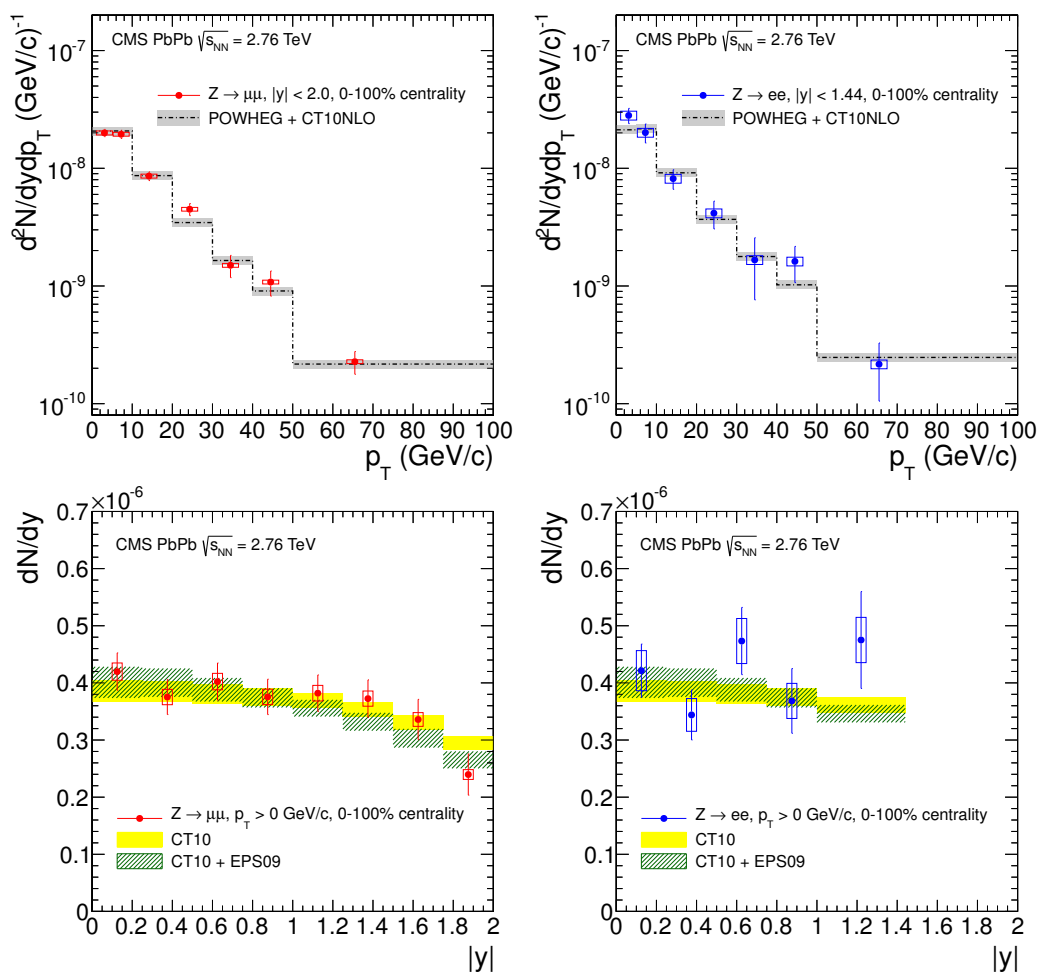 CMS PbPb √s_NN = 2.76 TeV
Z → μμ, |y| < 2.0, 0-100% centrality
POWHEG + CT10NLO
d²N/dydp_T (GeV/c)⁻¹
10⁻⁷
10⁻⁸
10⁻⁹
10⁻¹⁰
0 10 20 30 40 50 60 70 80 90 100
p_T (GeV/c)
CMS PbPb √s_NN = 2.76 TeV
Z → ee, |y| < 1.44, 0-100% centrality
POWHEG + CT10NLO
d²N/dydp_T (GeV/c)⁻¹
10⁻⁷
10⁻⁸
10⁻⁹
10⁻¹⁰
0 10 20 30 40 50 60 70 80 90 100
p_T (GeV/c)
×10⁻⁶
dN/dy
CMS PbPb √s_NN = 2.76 TeV
0.7
0.6
0.5
0.4
0.3
0.2
0.1
0
Z → μμ, p_T > 0 GeV/c, 0-100% centrality
CT10
CT10 + EPS09
0 0.2 0.4 0.6 0.8 1 1.2 1.4 1.6 1.8 2
|y|
×10⁻⁶
dN/dy
CMS PbPb √s_NN = 2.76 TeV
0.7
0.6
0.5
0.4
0.3
0.2
0.1
0
Z → ee, p_T > 0 GeV/c, 0-100% centrality
CT10
CT10 + EPS09
0 0.2 0.4 0.6 0.8 1 1.2 1.4 1.6 1.8 2
|y|